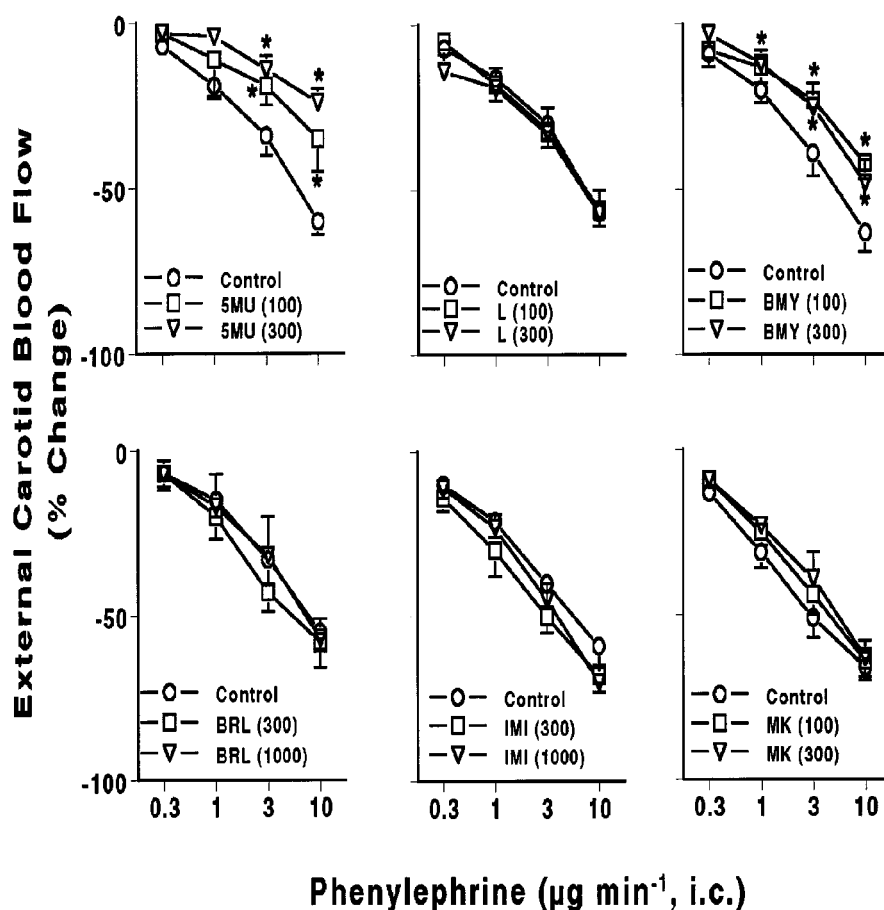 External Carotid Blood Flow
(% Change)
0
-50
-100
Control
5MU (100)
5MU (300)
* * * *
Control
L (100)
L (300)
Control
BMY (100)
BMY (300)
* * * * *
0
-50
-100
Control
BRL (300)
BRL (1000)
0.3 1 3 10
Control
IMI (300)
IMI (1000)
0.3 1 3 10
Control
MK (100)
MK (300)
0.3 1 3 10
Phenylephrine (µg min⁻¹, i.c.)